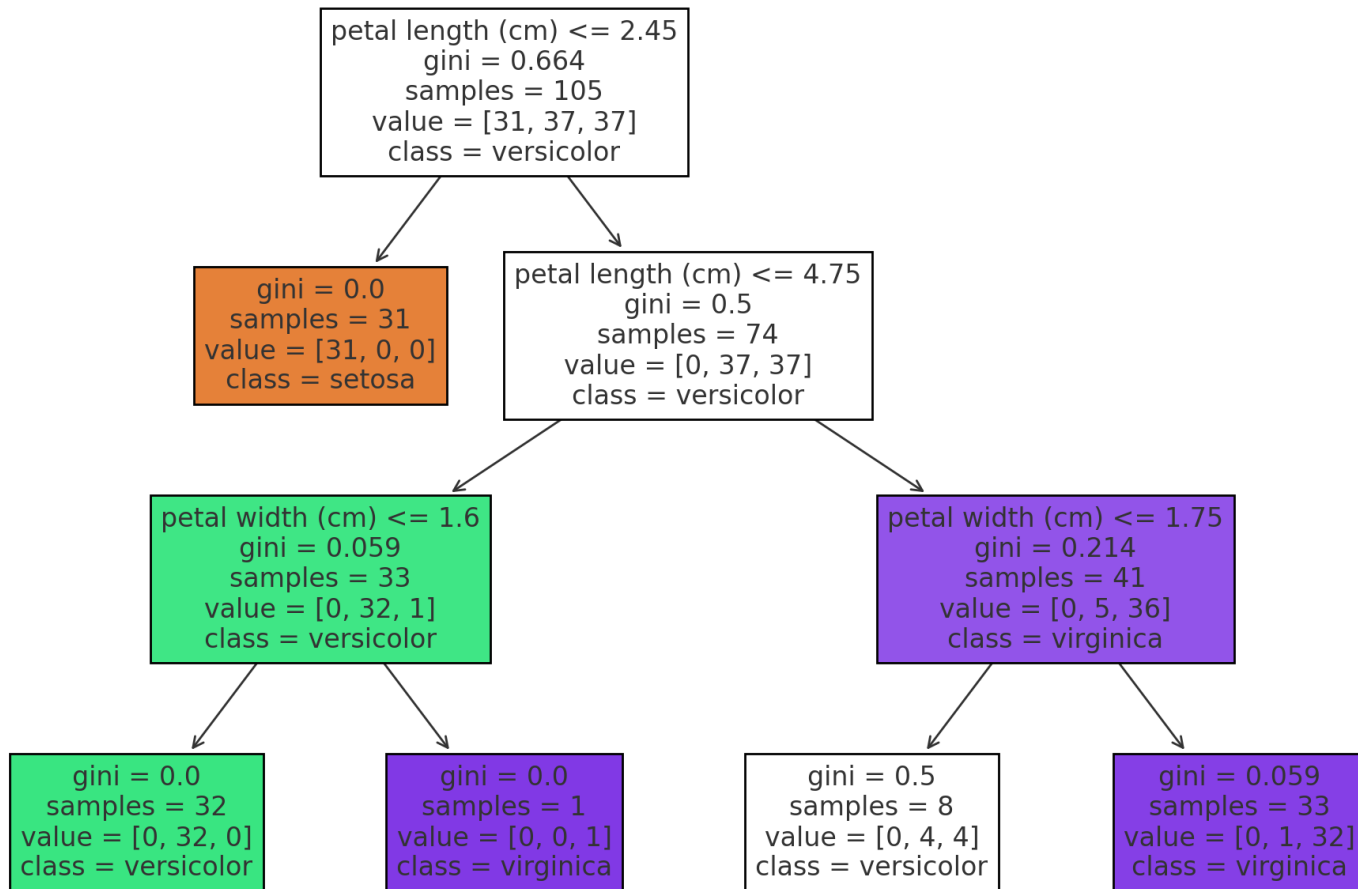 petal length (cm) <= 2.45
gini = 0.664
samples = 105
value = [31, 37, 37]
class = versicolor
gini = 0.0
samples = 31
value = [31, 0, 0]
class = setosa
petal length (cm) <= 4.75
gini = 0.5
samples = 74
value = [0, 37, 37]
class = versicolor
petal width (cm) <= 1.6
gini = 0.059
samples = 33
value = [0, 32, 1]
class = versicolor
petal width (cm) <= 1.75
gini = 0.214
samples = 41
value = [0, 5, 36]
class = virginica
gini = 0.0
samples = 32
value = [0, 32, 0]
class = versicolor
gini = 0.0
samples = 1
value = [0, 0, 1]
class = virginica
gini = 0.5
samples = 8
value = [0, 4, 4]
class = versicolor
gini = 0.059
samples = 33
value = [0, 1, 32]
class = virginica